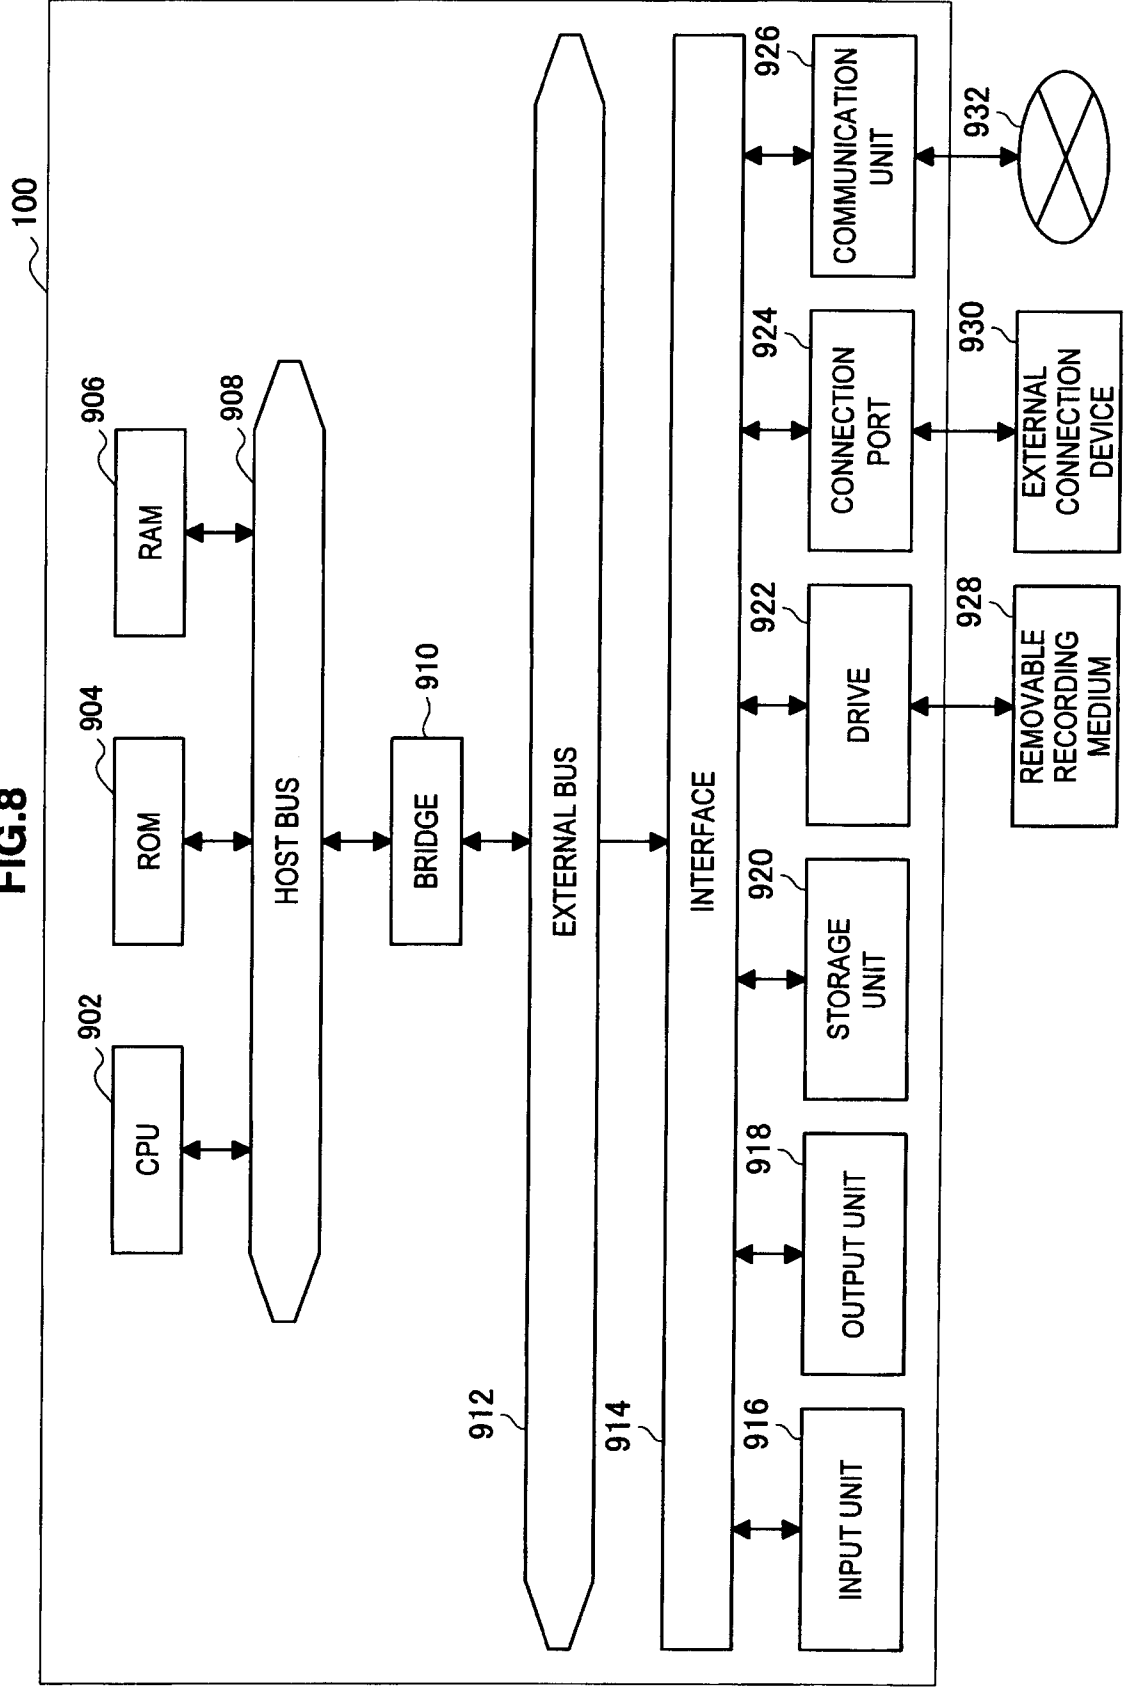 FIG.8
100
902
904
906
CPU
ROM
RAM
908
HOST BUS
910
BRIDGE
912
EXTERNAL BUS
914
INTERFACE
916
918
920
922
924
926
INPUT UNIT
OUTPUT UNIT
STORAGE
UNIT
DRIVE
CONNECTION
PORT
COMMUNICATION
UNIT
928
930
932
REMOVABLE
RECORDING
MEDIUM
EXTERNAL
CONNECTION
DEVICE